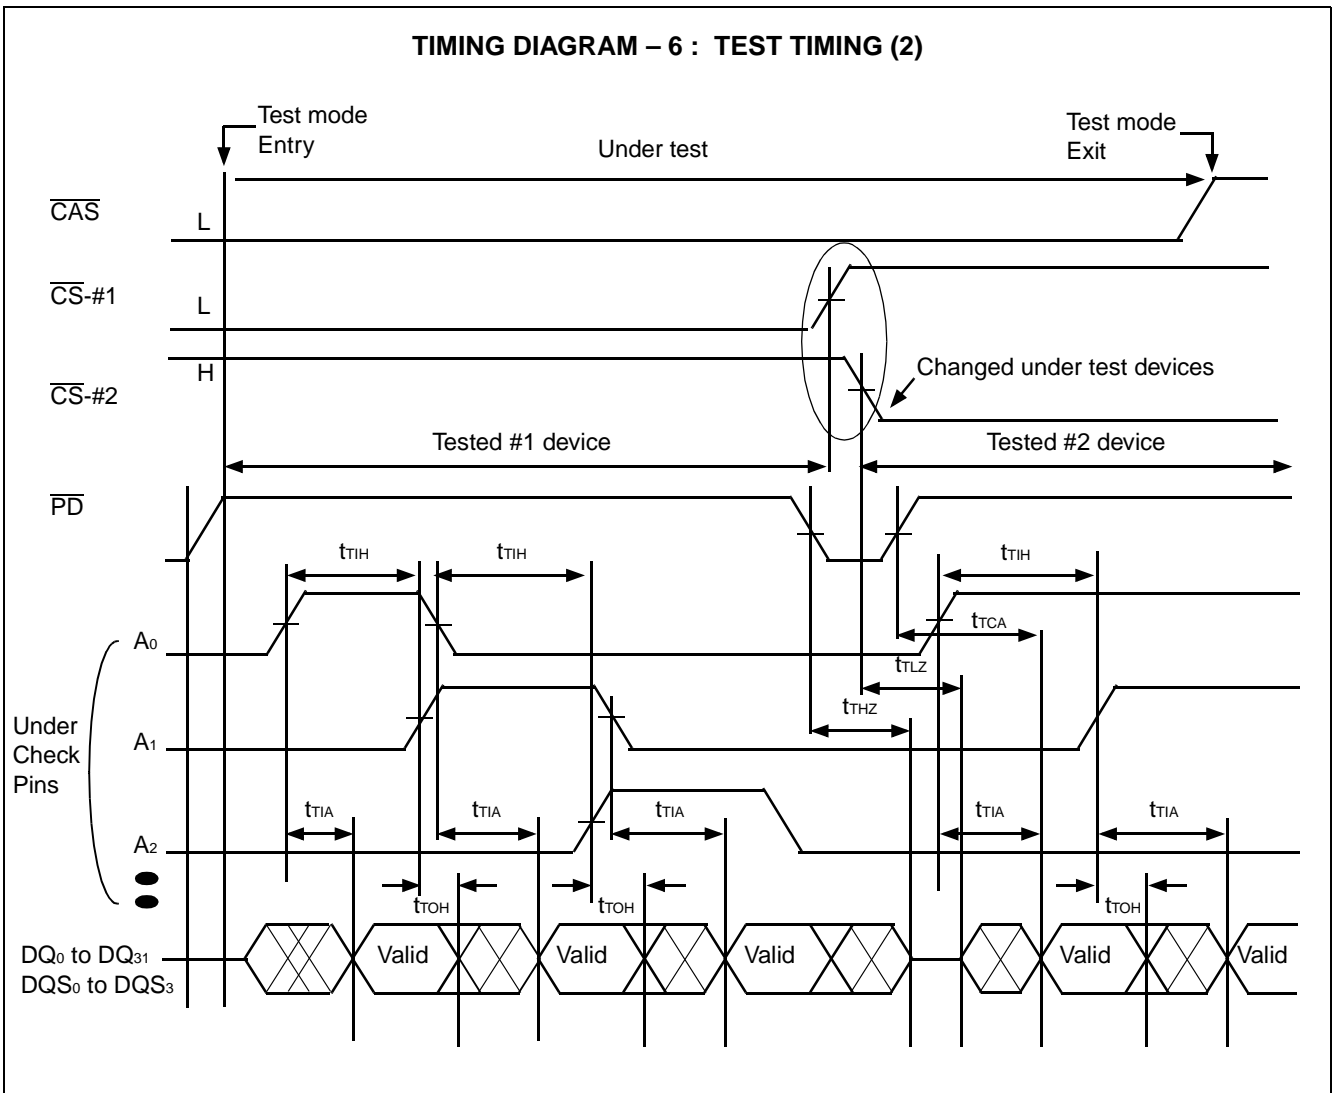 TIMING DIAGRAM – 6 : TEST TIMING (2)
Test mode
Entry
Under test
Test mode
Exit
CAS
L
CS-#1
L
H
CS-#2
Changed under test devices
Tested #1 device
Tested #2 device
PD
tTIH
tTIH
tTIH
A0
tTCA
tTLZ
tTHZ
Under
Check
Pins
A1
tTIA
tTIA
tTIA
tTIA
tTIA
A2
tTOH
tTOH
tTOH
DQ0 to DQ31
DQS0 to DQS3
Valid
Valid
Valid
Valid
Valid